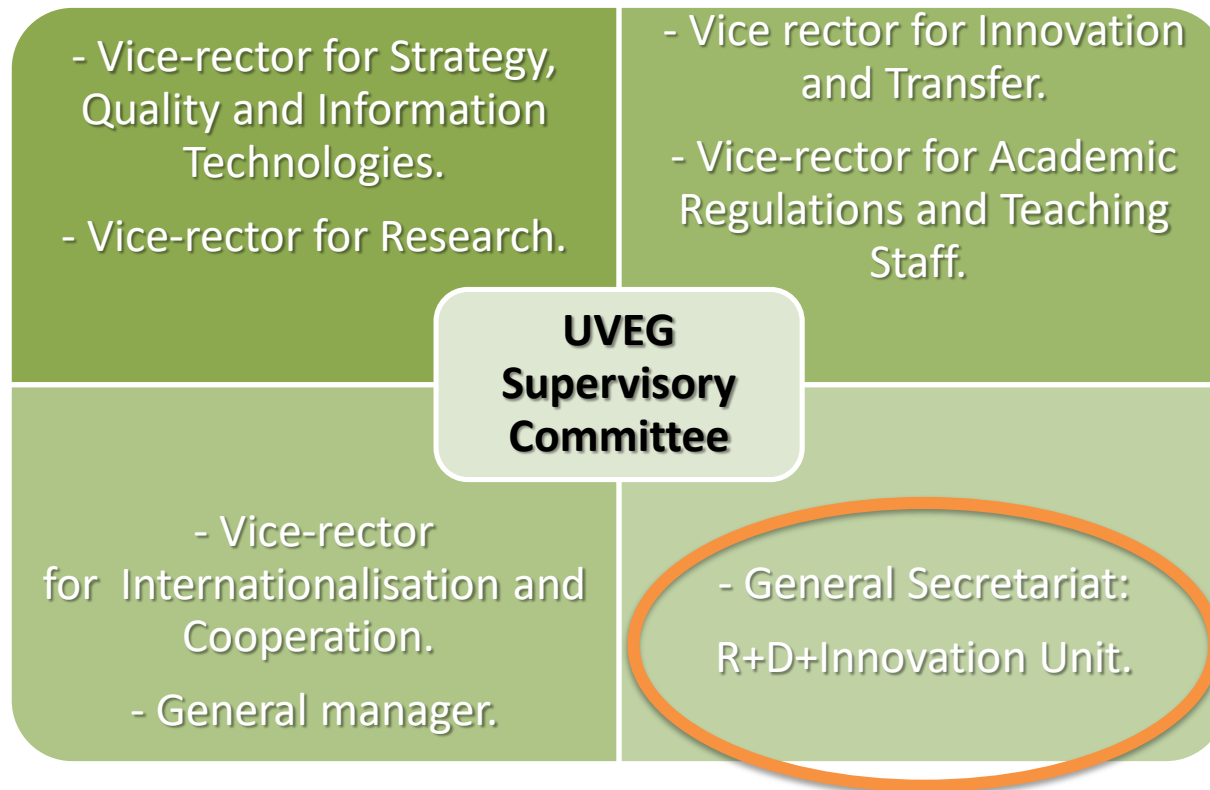 - Vice-rector for Strategy,
Quality and Information
Technologies.
- Vice-rector for Research.
- Vice rector for Innovation
and Transfer.
- Vice-rector for Academic
Regulations and Teaching
Staff.
UVEG
Supervisory
Committee
- Vice-rector
for Internationalisation and
Cooperation.
- General manager.
- General Secretariat:
R+D+Innovation Unit.